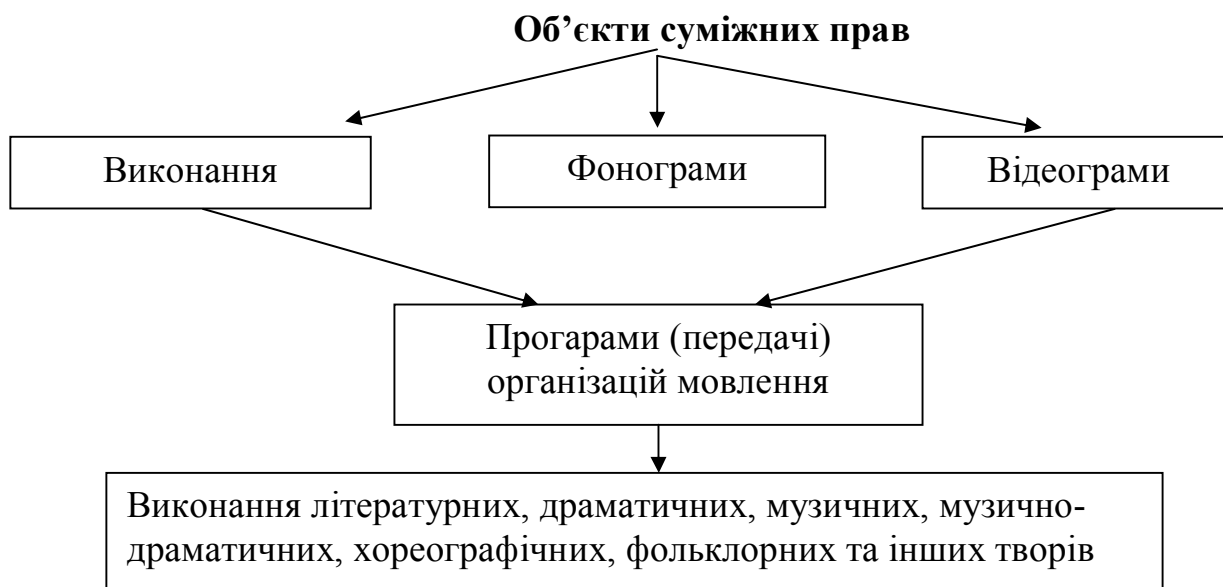 Об’єкти суміжних прав
Виконання
Фонограми
Відеограми
Прогарами (передачі)
організацій мовлення
Виконання літературних, драматичних, музичних, музично-
драматичних, хореографічних, фольклорних та інших творів